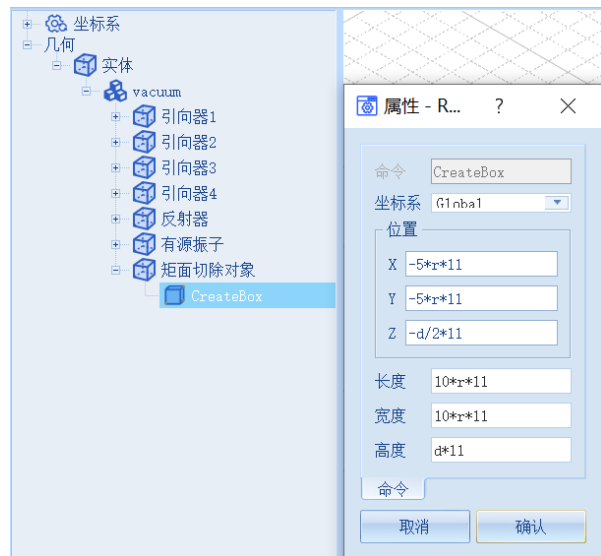 坐标系
几何
实体
vacuum
引向器1
引向器2
引向器3
引向器4
反射器
有源振子
矩面切除对象
CreateBox
属性 - R... ?
命令 CreateBox
坐标系 Global
位置
X -5*r*11
Y -5*r*11
Z -d/2*11
长度 10*r*11
宽度 10*r*11
高度 d*11
命令
取消 确认